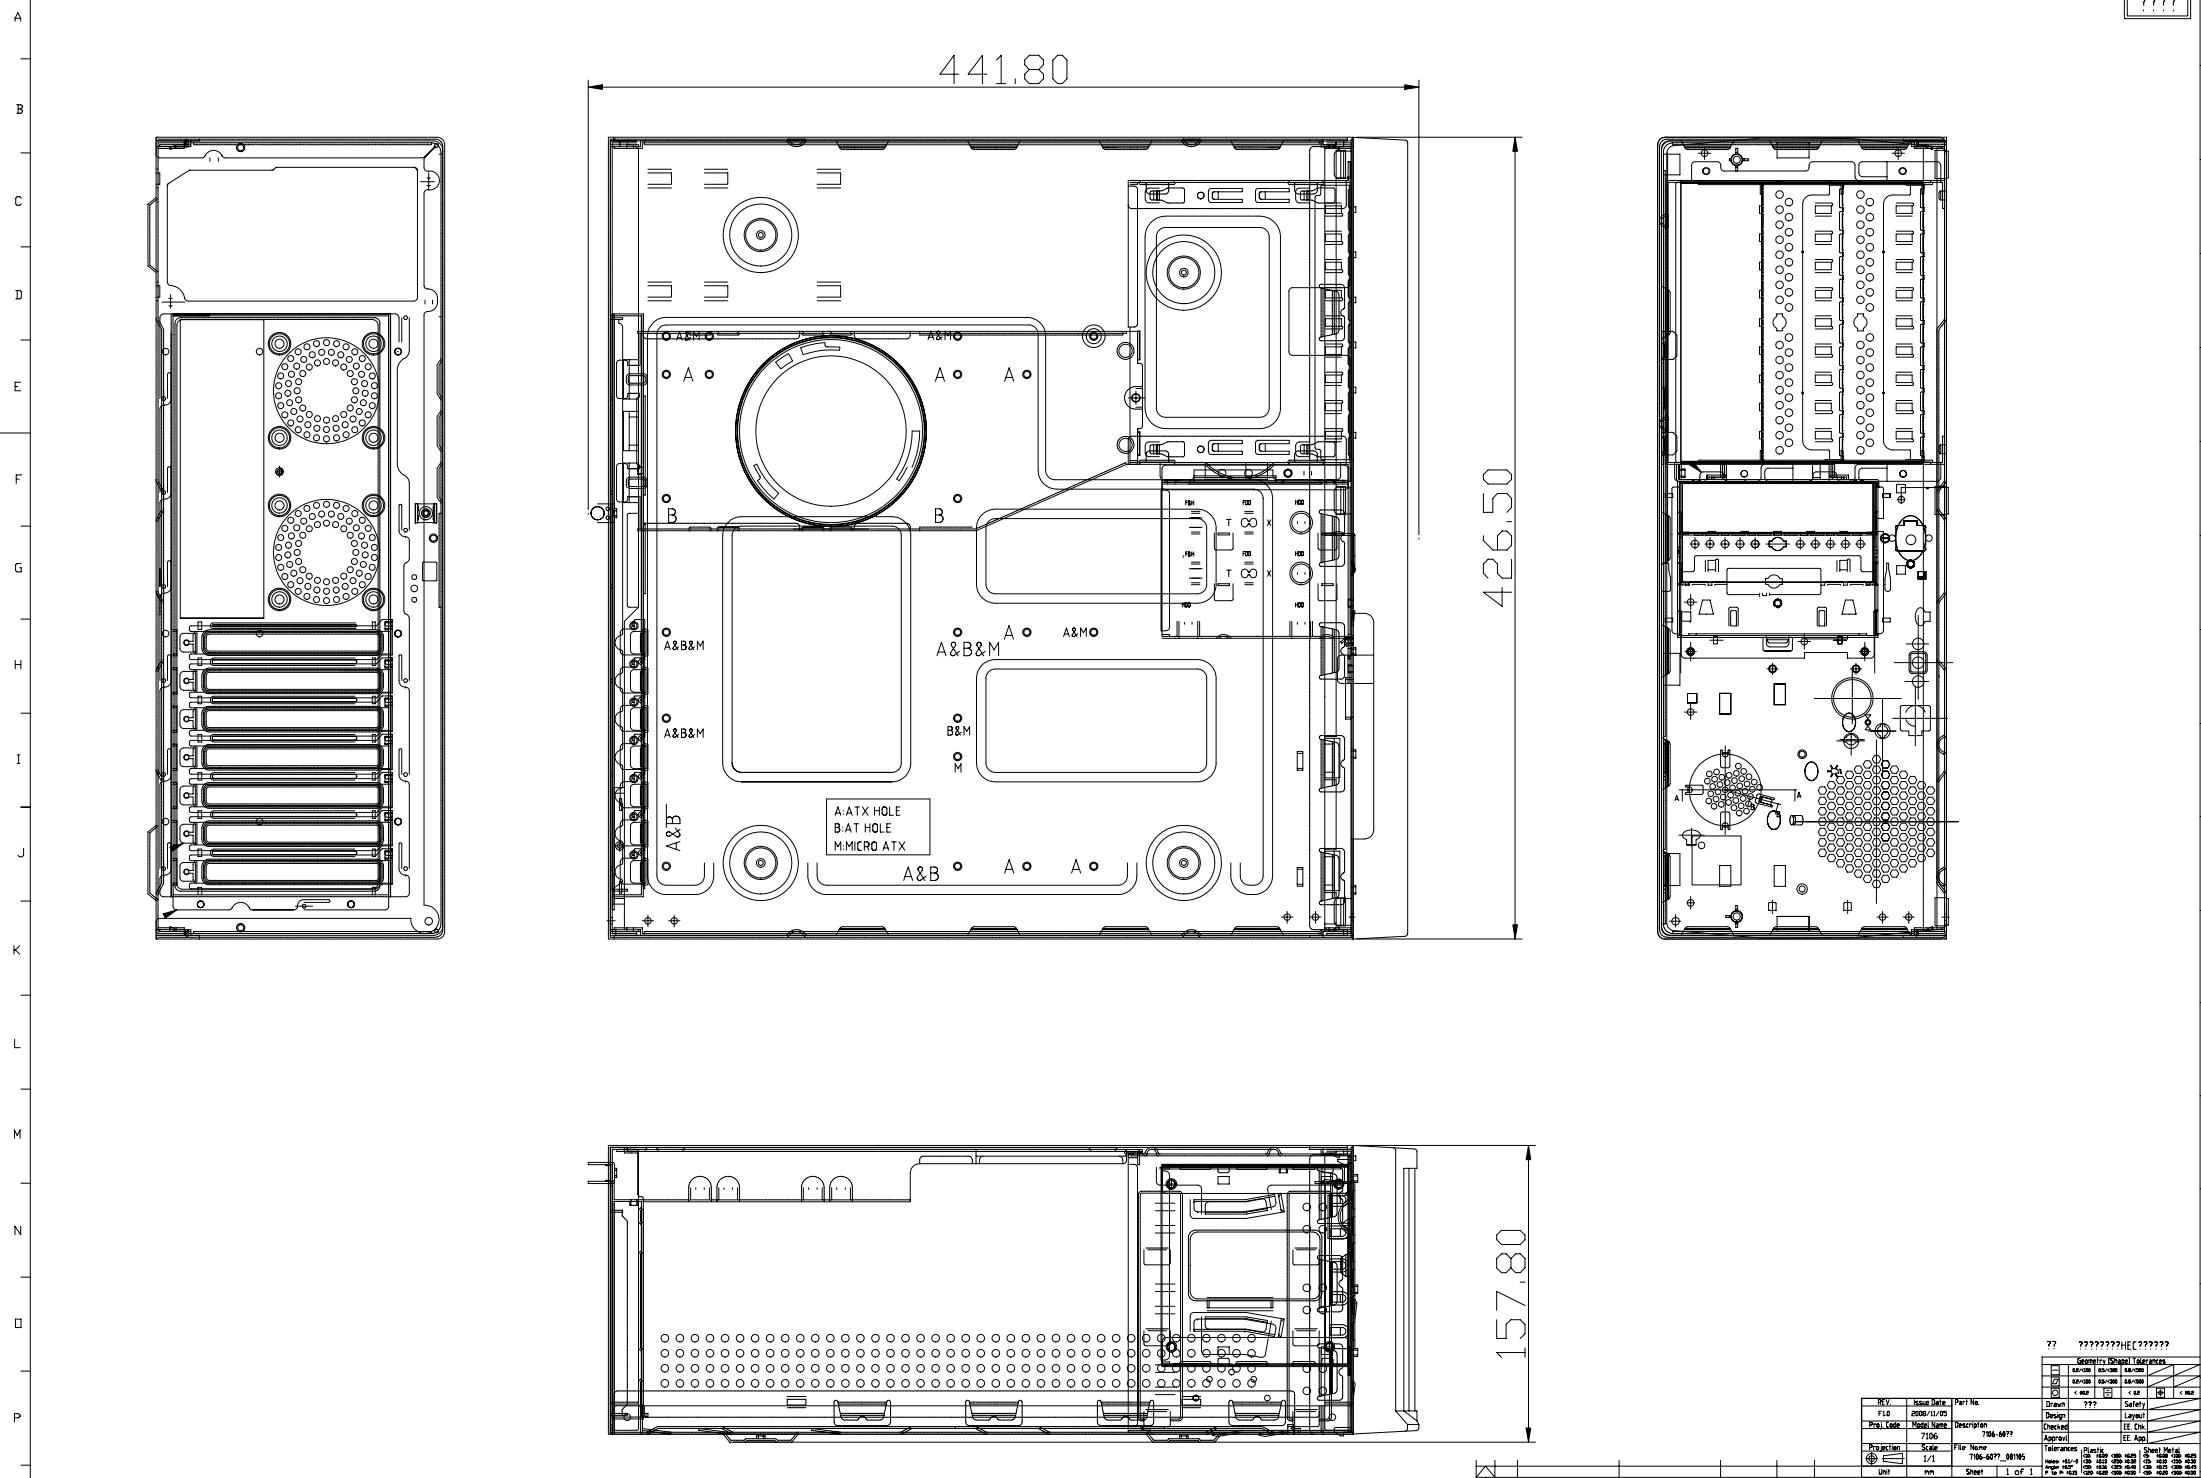 ????
A
B
C
D
E
F
G
H
I
J
K
L
M
N
O
P
441.80
426.50
157.80
A&M
A&M
A
A
A
B
B
F&H
FDD
HDD
T
X
F&H
FDD
HDD
T
X
HDD
HDD
A&B&M
A&B&M
A
A&M
A&B&M
B&M
M
A:ATX HOLE
B:AT HOLE
M:MICRO ATX
A&B
A&B
A
A
A
A
B
?? ????????HEC??????
Geometry (Shape) Tolerances
REV. Issue Date Part No.
F1.0 2008/11/05
Proj. Code Model Name Description
7106 7106-60??
Projection Scale File Name
1/1 7106-60??_081105
Unit mm Sheet 1 of 1
Drawn ??? Safety
Design Layout
Checked EE. Chk.
Approvl EE. App.
Tolerances Plastic Sheet Metal